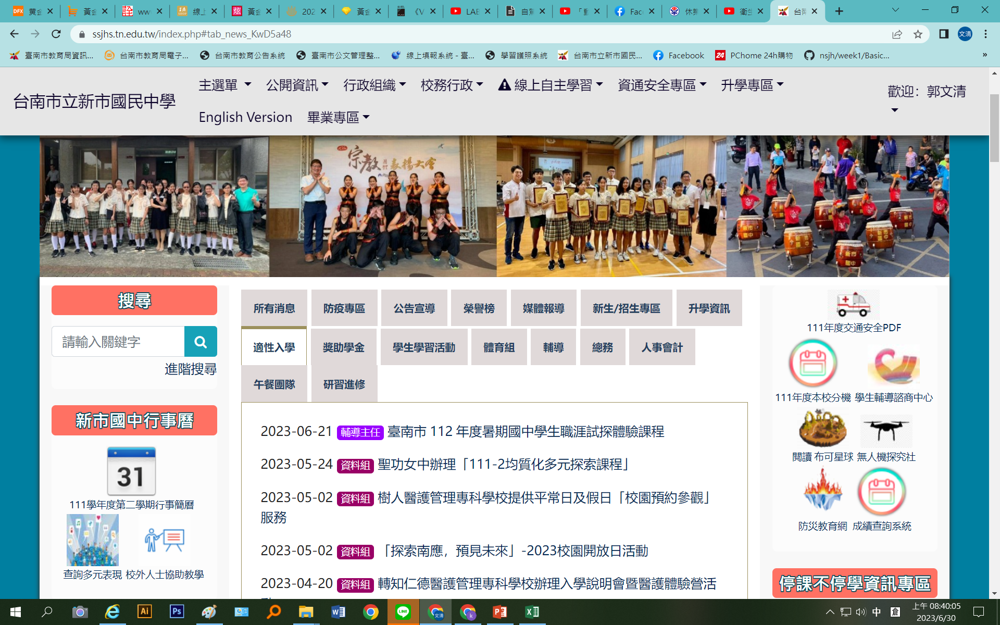 黃金
黃金
ww
線上
黃金
202
黃金
《V
LAB
自駕
「重
Fac
休業
衛生
台南
ssjhs.tn.edu.tw/index.php#tab_news_KwD5a48
文清
臺南市教育局資訊...
臺南市教育局電子...
台南市教育公告系統
臺南市公文管理整...
線上填報系統 - 臺...
學習護照系統
台南市立新市國民...
Facebook
PChome 24h購物
nsjh/week1/Basic...
台南市立新市國民中學
主選單 公開資訊 行政組織 校務行政 線上自主學習 資通安全專區 升學專區
English Version 畢業專區
歡迎：郭文清
宗教
表揚大會
新市
國中
搜尋
請輸入關鍵字
進階搜尋
新市國中行事曆
31
111學年度第二學期行事簡曆
查詢多元表現 校外人士協助教學
所有消息 防疫專區 公告宣導 榮譽榜 媒體報導 新生/招生專區 升學資訊
適性入學 獎助學金 學生學習活動 體育組 輔導 總務 人事會計
午餐團隊 研習進修
2023-06-21 輔導主任 臺南市 112 年度暑期國中學生職涯試探體驗課程
2023-05-24 資料組 聖功女中辦理「111-2均質化多元探索課程」
2023-05-02 資料組 樹人醫護管理專科學校提供平常日及假日「校園預約參觀」
服務
2023-05-02 資料組 「探索南應，預見未來」-2023校園開放日活動
2023-04-20 資料組 轉知仁德醫護管理專科學校辦理入學說明會暨醫護體驗營活
111年度交通安全PDF
111年度本校分機 學生輔導諮商中心
閱讀 布可星球 無人機探究社
防災教育網 成績查詢系統
停課不停學資訊專區
中
倉
上午 08:40:05
2023/6/30